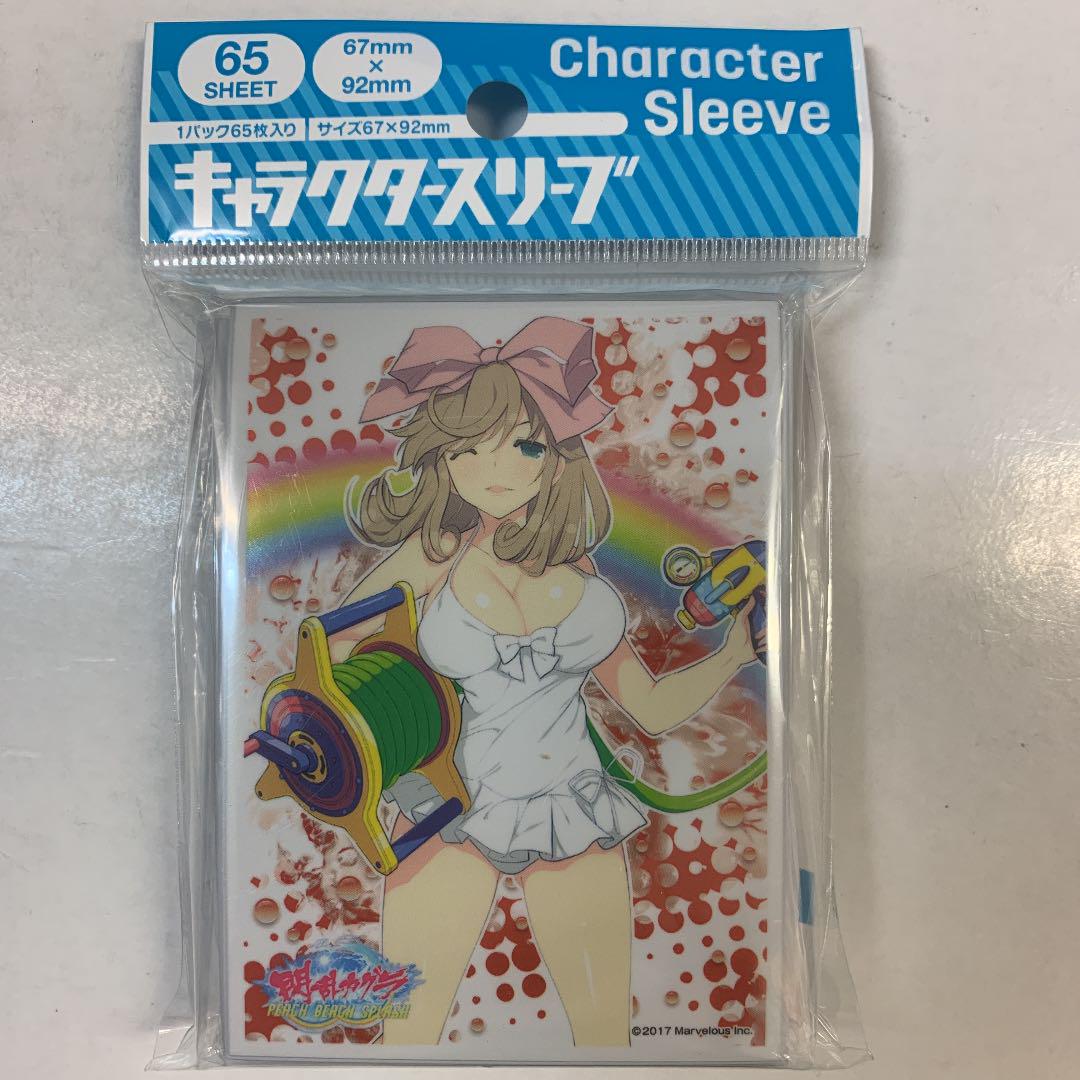 65
SHEET
67mm
×
92mm
Character
Sleeve
1パック65枚入り
サイズ67×92mm
キャラクタースリーブ
閃乱カグラ
PEACH BEACH SPLASH
©2017 Marvelous Inc.